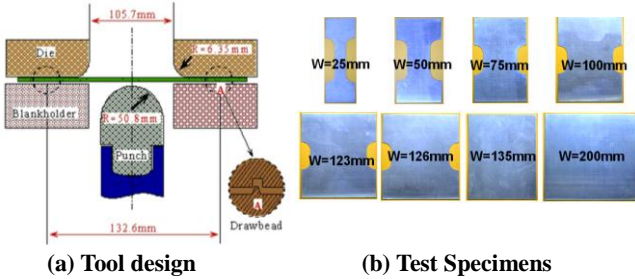 105.7mm
Die
R=6.35mm
A
Blankholder
R=50.8mm
Punch
A
Drawbead
132.6mm
(a) Tool design
W=25mm
W=50mm
W=75mm
W=100mm
W=123mm
W=126mm
W=135mm
W=200mm
(b) Test Specimens